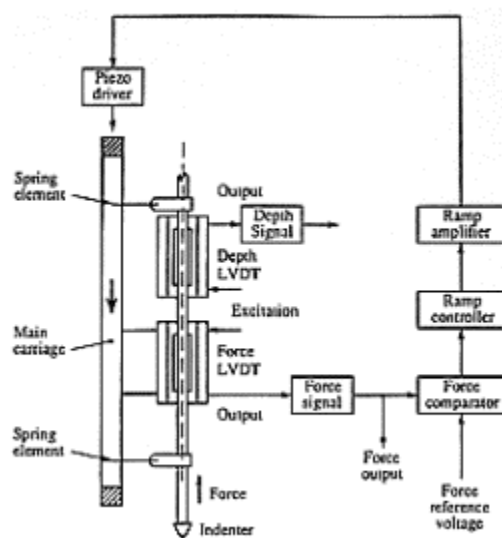 Piezo
driver
Spring
element
Output
Depth
Signal
Ramp
amplifier
Depth
LVDT
Excitation
Ramp
controller
Main
carriage
Force
LVDT
Output
Force
signal
Force
comparator
Spring
element
Force
output
Force
Force
reference
voltage
Indenter